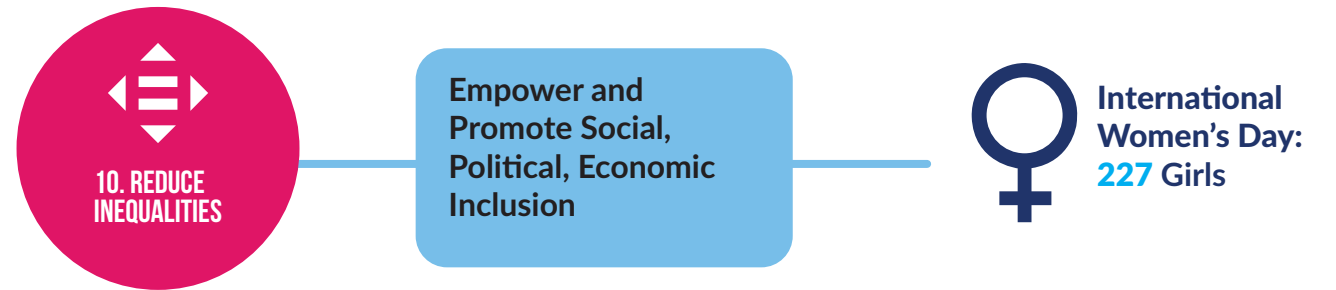 10. REDUCE
INEQUALITIES
Empower and
Promote Social,
Political, Economic
Inclusion
International
Women's Day:
227 Girls